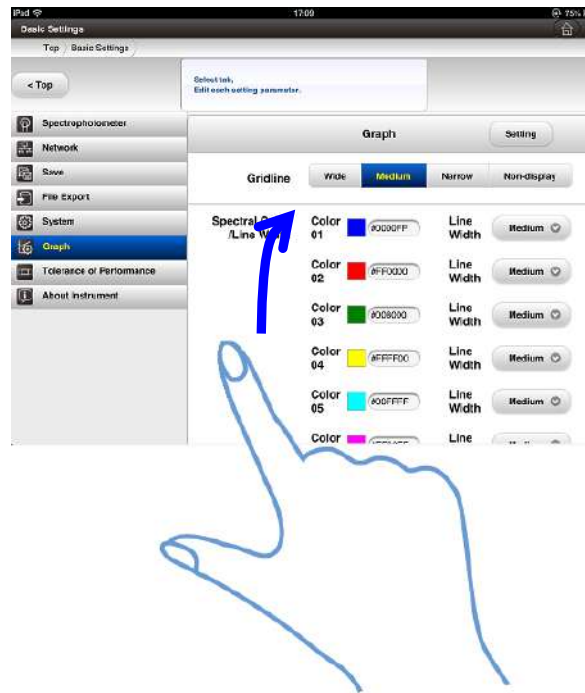 iPad 17:09 75%
Basic Settings
Top Basic Settings
< Top
Select tab,
Edit each setting parameter.
Spectrophotometer
Network
Save
File Export
System
Graph
Tolerance of Performance
About Instrument
Graph Setting
Gridline Wide Medium Narrow Non-display
Spectral
/Line
Color 01 #0000FF Line Width Medium
Color 02 #FF0000 Line Width Medium
Color 03 #008000 Line Width Medium
Color 04 #FFFF00 Line Width Medium
Color 05 #00FFFF Line Width Medium
Color Line